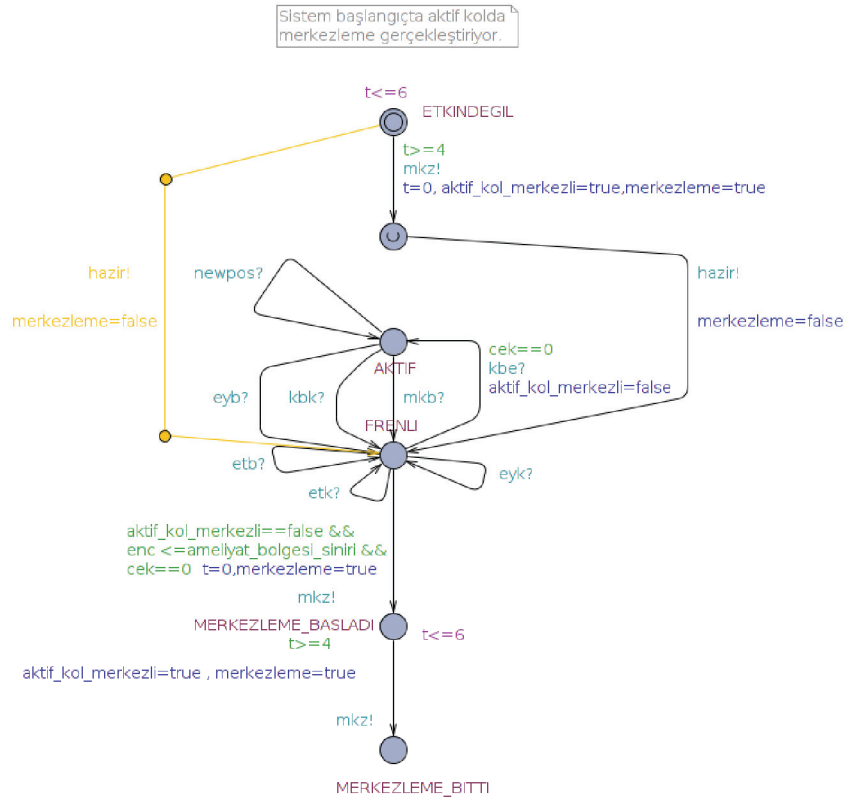 Sistem başlangıçta aktif kolda
merkezleme gerçekleştiriyor.
t<=6
ETKINDEGIL
t>=4
mkz!
t=0, aktif_kol_merkezli=true,merkezleme=true
hazir!
merkezleme=false
newpos?
hazir!
merkezleme=false
AKTIF
cek==0
kbe?
aktif_kol_merkezli=false
eyb?
kbk?
mkb?
FRENLI
etb?
etk?
eyk?
aktif_kol_merkezli==false &&
enc <=ameliyat_bolgesi_siniri &&
cek==0 t=0,merkezleme=true
mkz!
MERKEZLEME_BASLADI
t<=6
t>=4
aktif_kol_merkezli=true , merkezleme=true
mkz!
MERKEZLEME_BITTI